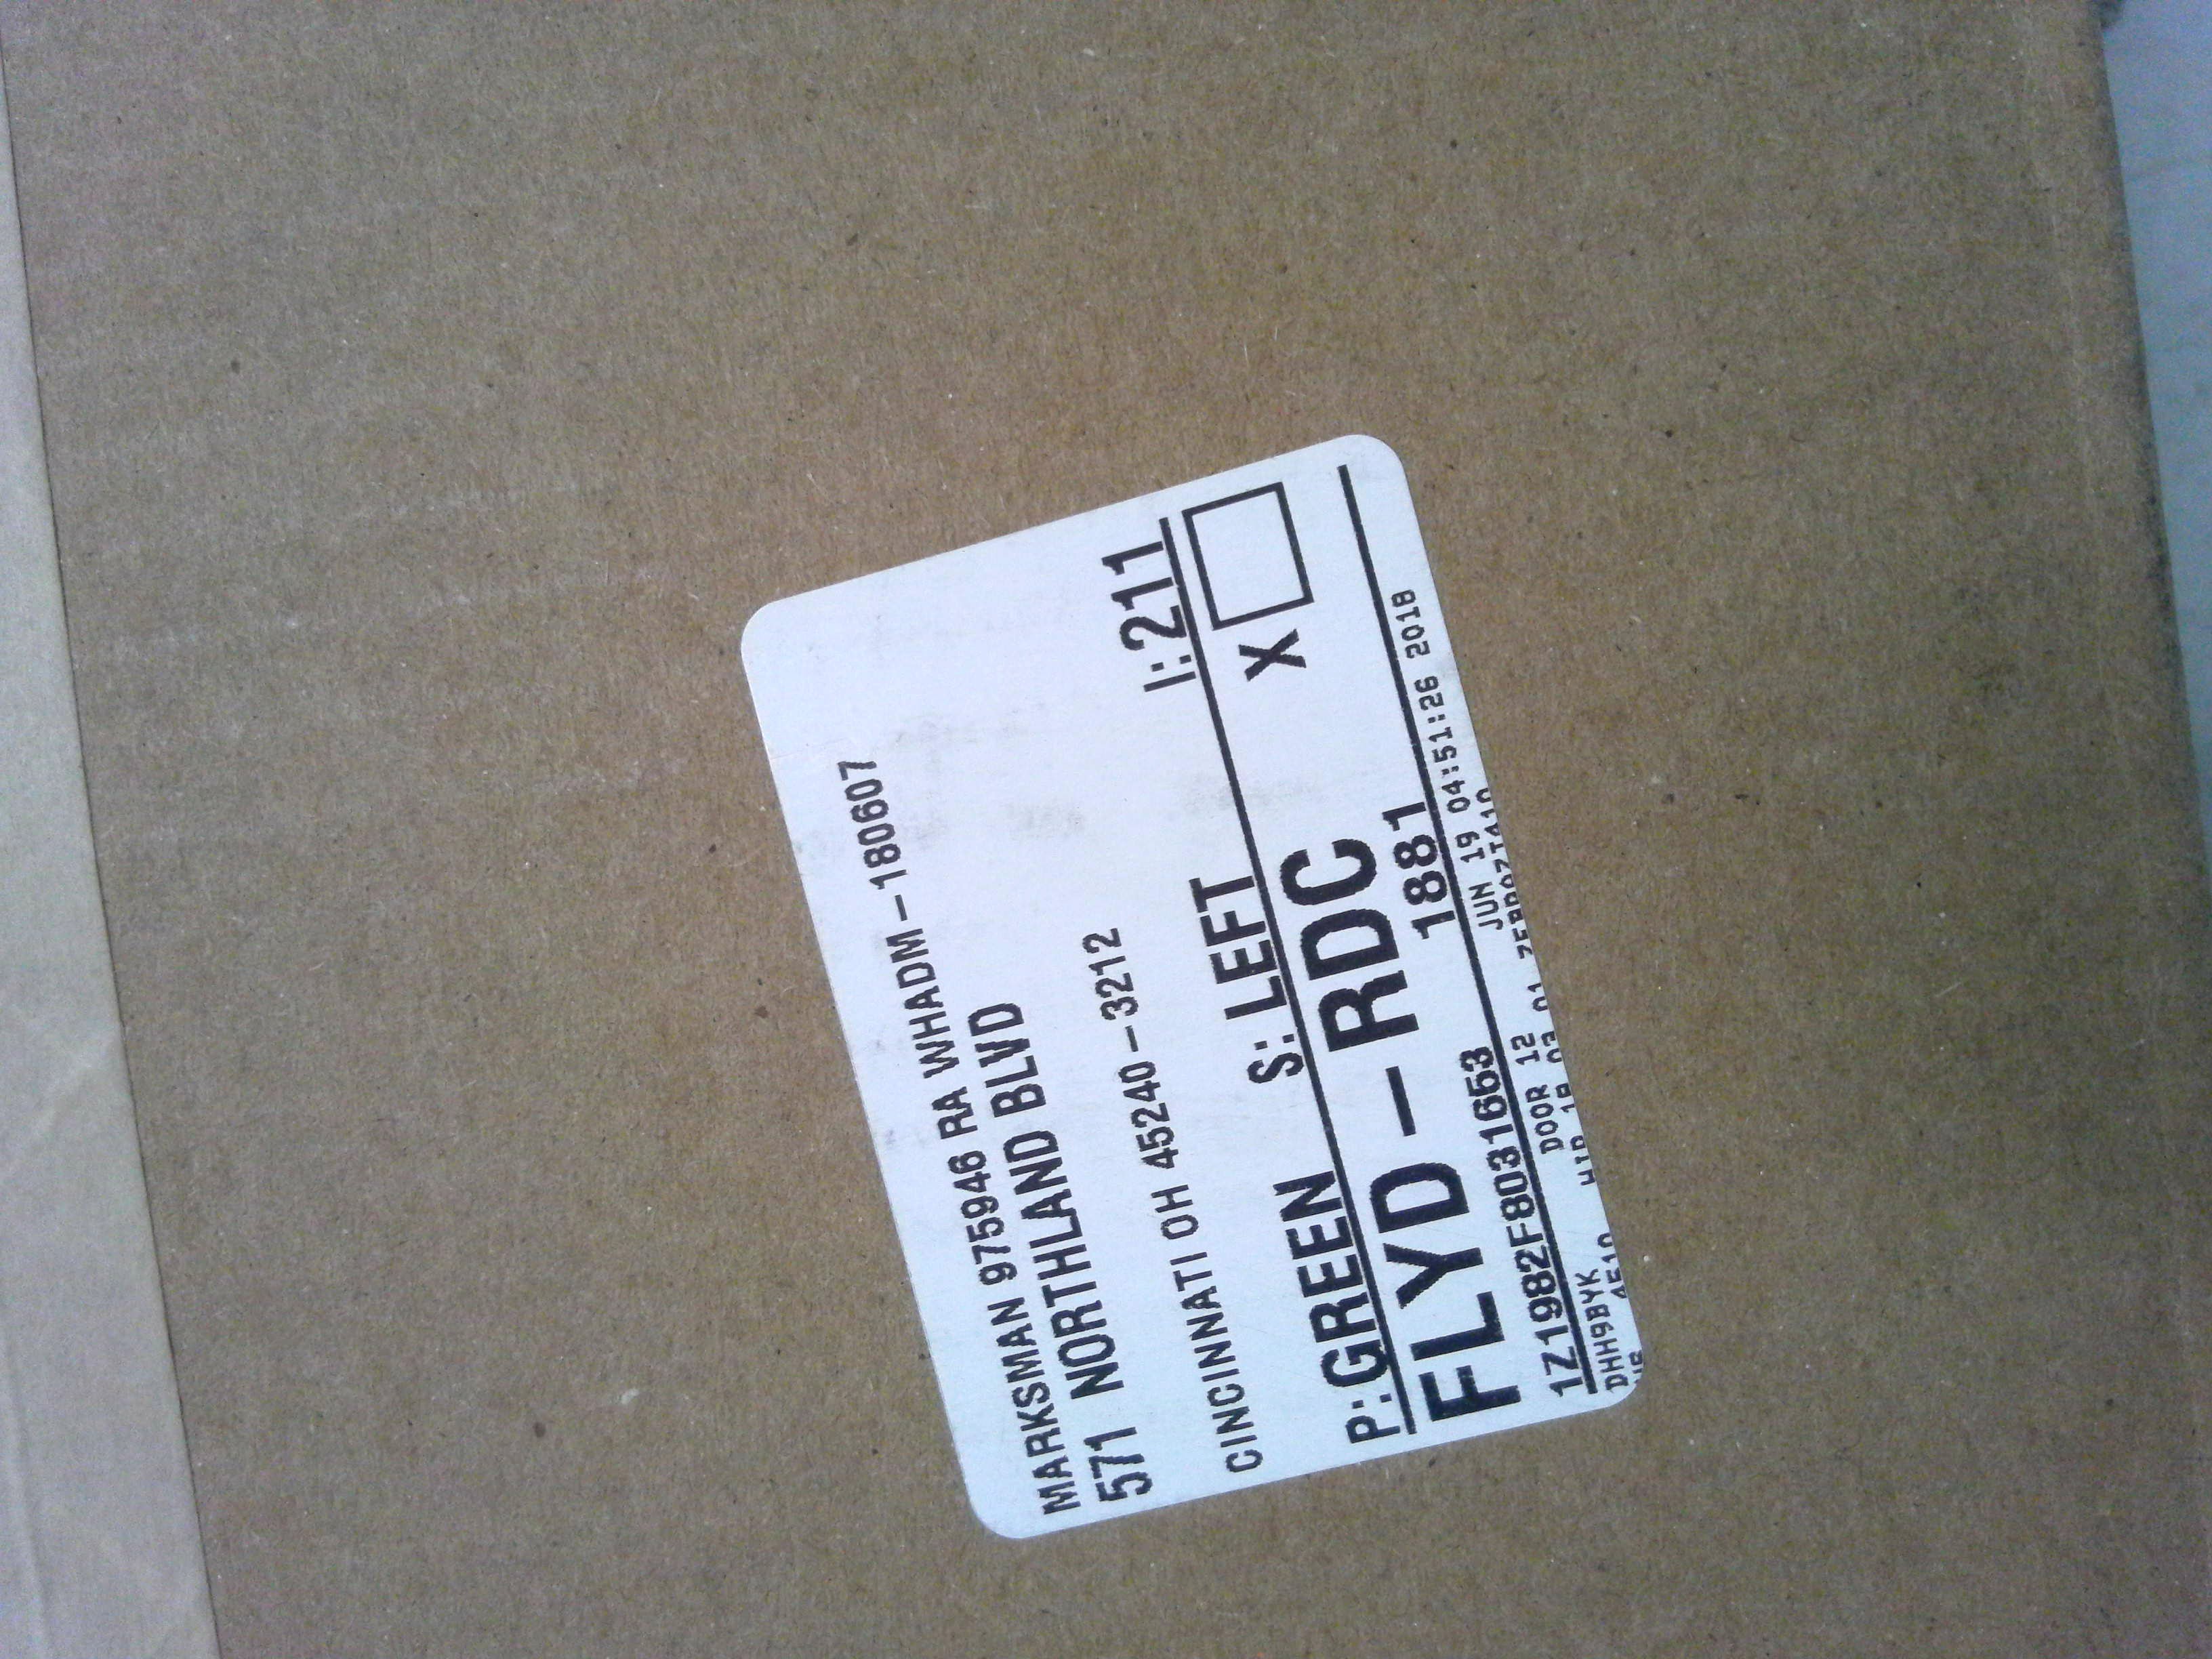 MARKSMAN 975946 RA WHADM-180607
571 NORTHLAND BLVD
CINCINNATI OH 45240-3212
P:GREEN S: LEFT I:211
FLYD-RDC X
1Z1982F8031653 1881
DHH9BYK DOOR 12 JUN 19 04:51:26 2018